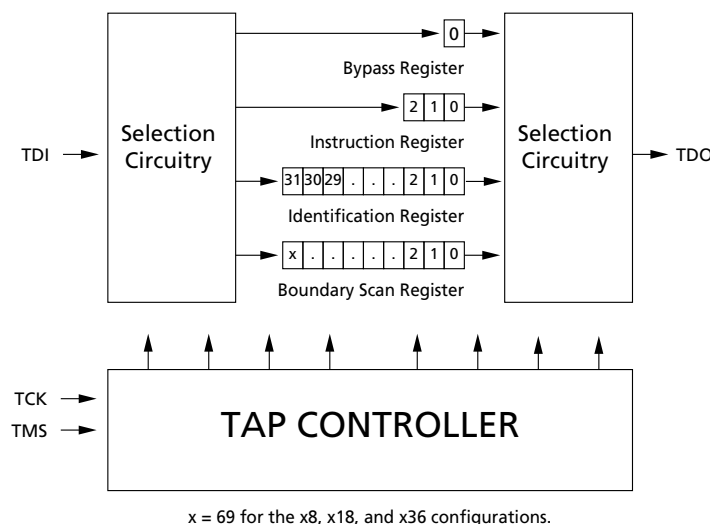 0
Bypass Register
2 1 0
Instruction Register
TDI
Selection
Circuitry
Selection
Circuitry
TDO
31 30 29 . . . 2 1 0
Identification Register
x . . . . . 2 1 0
Boundary Scan Register
TCK
TMS
TAP CONTROLLER
x = 69 for the x8, x18, and x36 configurations.